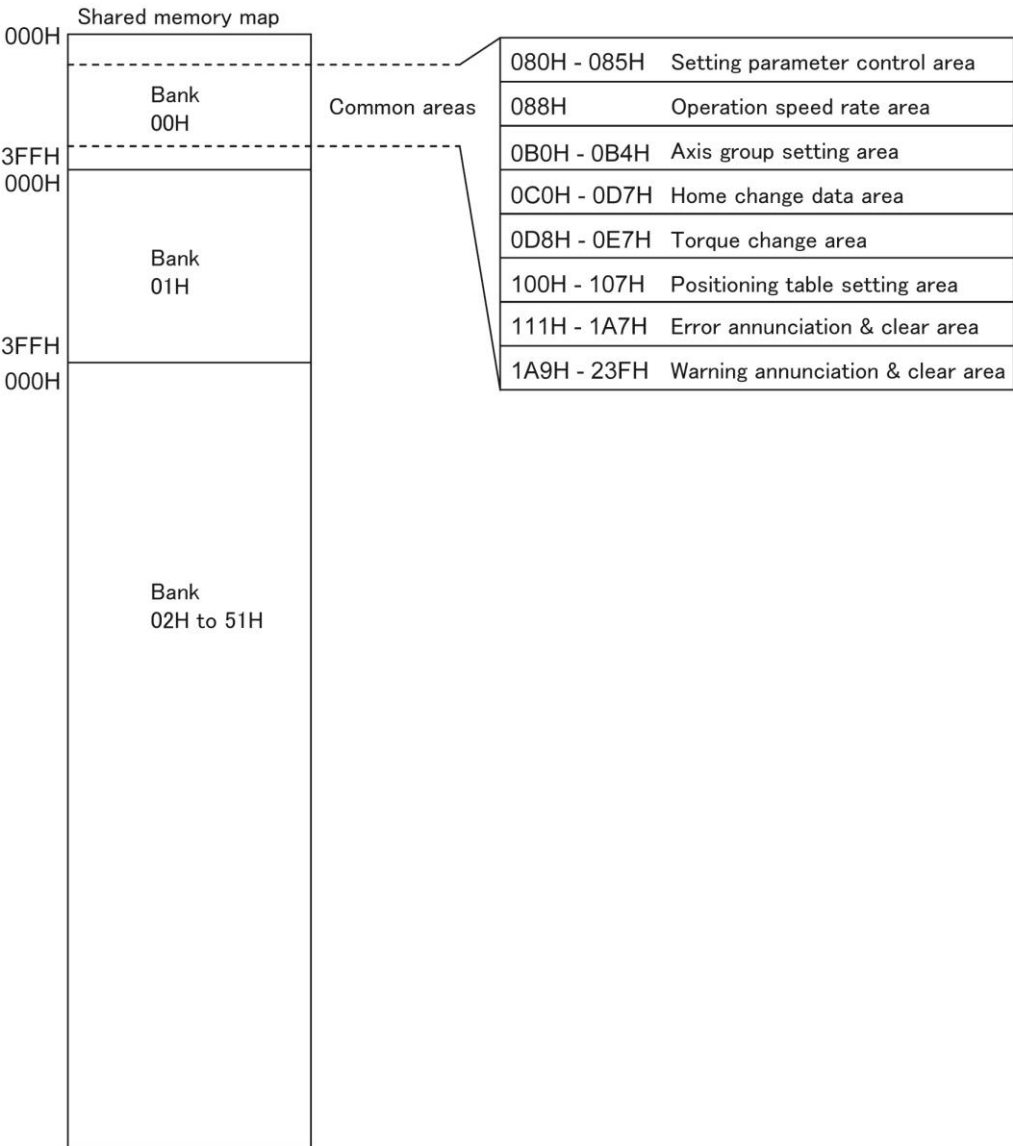 Shared memory map
000H
Bank
00H
3FFH
000H
Bank
01H
3FFH
000H
Bank
02H to 51H
Common areas
080H - 085H Setting parameter control area
088H Operation speed rate area
0B0H - 0B4H Axis group setting area
0C0H - 0D7H Home change data area
0D8H - 0E7H Torque change area
100H - 107H Positioning table setting area
111H - 1A7H Error annunciation & clear area
1A9H - 23FH Warning annunciation & clear area